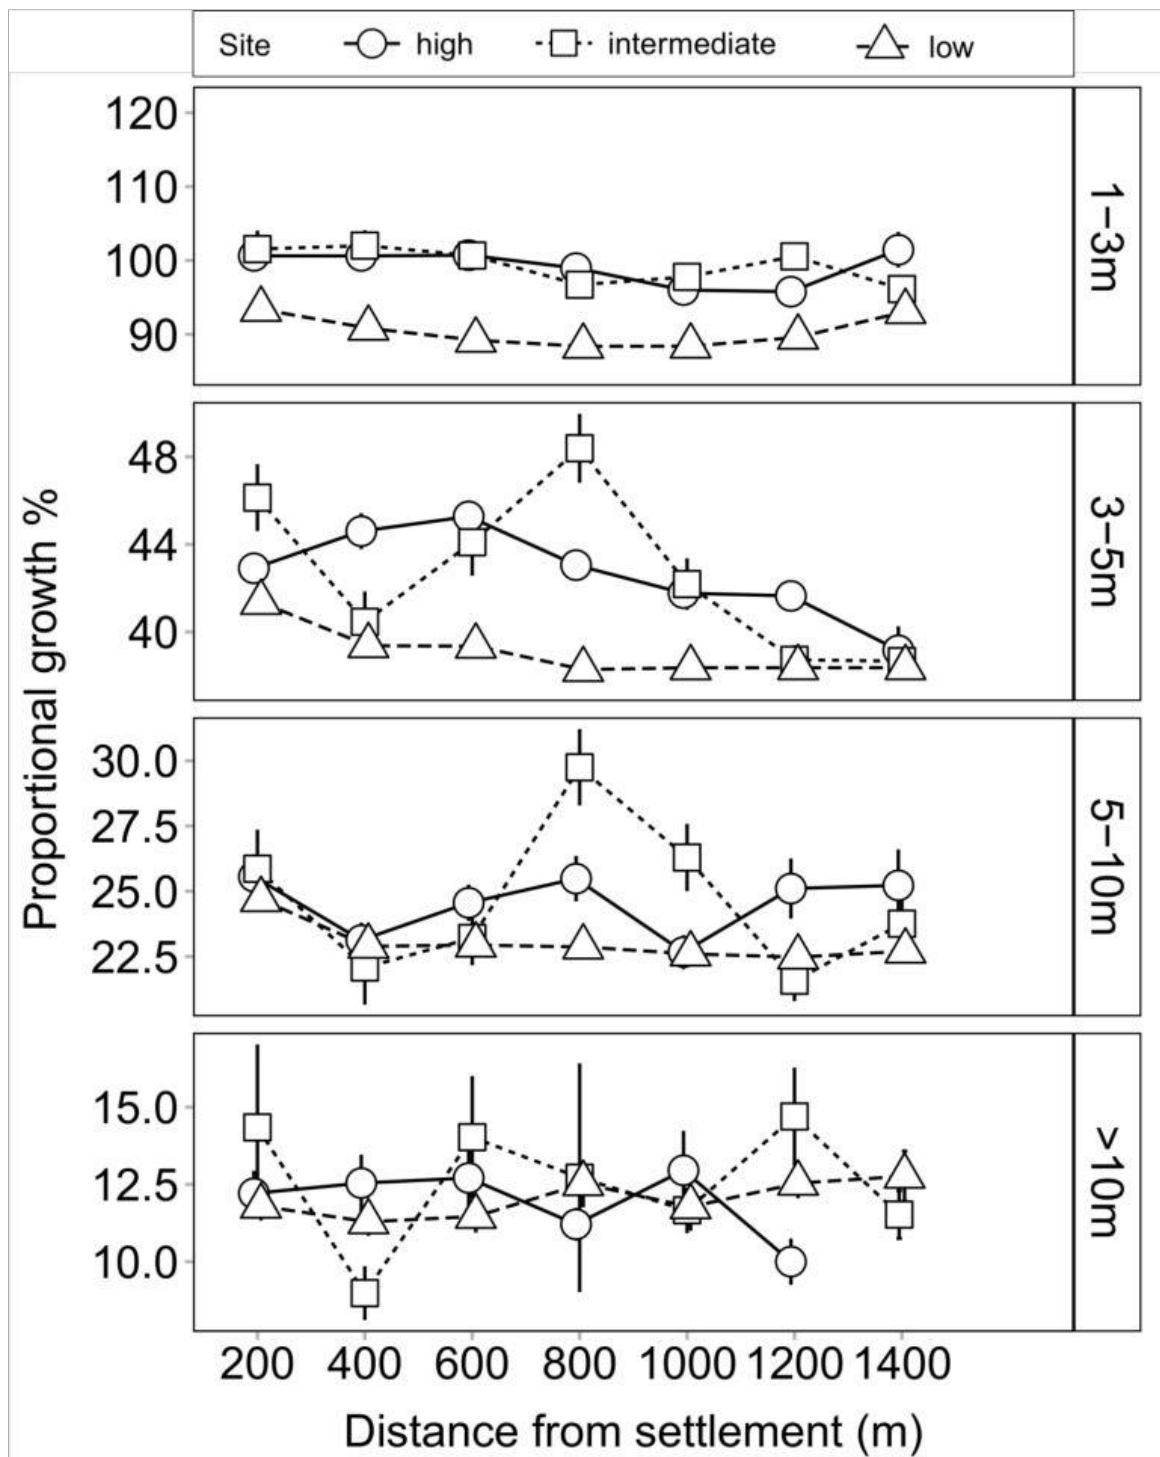 Site high intermediate low
120
110
100
90
1–3m
48
44
40
3–5m
30.0
27.5
25.0
22.5
5–10m
15.0
12.5
10.0
>10m
Proportional growth %
200 400 600 800 1000 1200 1400
Distance from settlement (m)